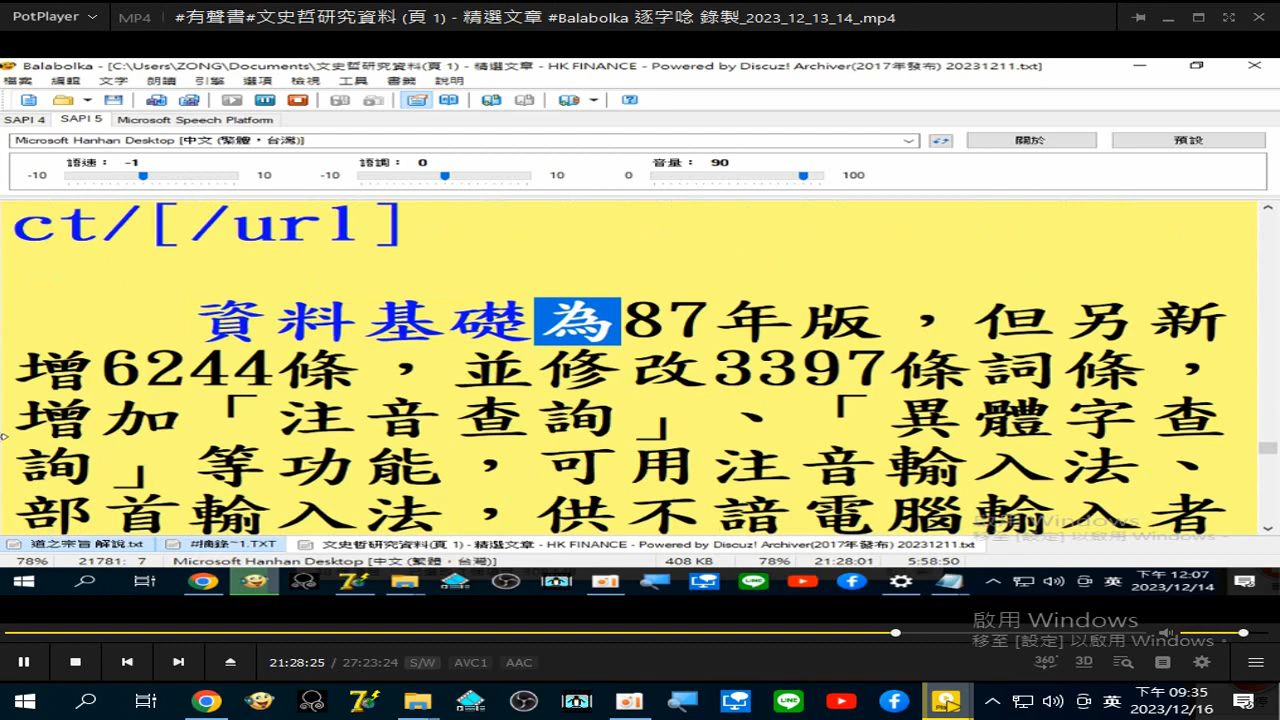 PotPlayer MP4 #有聲書#文史哲研究資料 (頁 1) - 精選文章 #Balabolka 逐字唸 錄製_2023_12_13_14_.mp4
Balabolka - [C:\Users\ZONG\Documents\文史哲研究資料(頁 1) - 精選文章 - HK FINANCE - Powered by Discuz! Archiver(2017年發布) 20231211.txt]
檔案 編輯 文字 朗讀 引擎 選項 檢視 工具 書籤 說明
SAPI 4 SAPI 5 Microsoft Speech Platform
Microsoft Hanhan Desktop [中文 (繁體，台灣)] 關於 預設
語速： -1 語調： 0 音量： 90
-10 10 -10 10 0 100
ct/[/url]
資料基礎為87年版，但另新
增6244條，並修改3397條詞條，
增加「注音查詢」、「異體字查
詢」等功能，可用注音輸入法、
部首輸入法，供不諳電腦輸入者
啟用 Windows
移至 [設定] 以啟用 Windows。
道之宗旨 解說.txt #摘錄~1.TXT 文史哲研究資料(頁 1) - 精選文章 - HK FINANCE - Powered by Discuz! Archiver(2017年發布) 20231211.txt
78% 21781: 7 Microsoft Hanhan Desktop [中文 (繁體，台灣)] 408 KB 78% 21:28:01 5:58:50
英 下午 12:07
2023/12/14
啟用 Windows
移至 [設定] 以啟用 Windows。
21:28:25 / 27:23:24 S/W AVC1 AAC 360° 3D
英 下午 09:35
2023/12/16